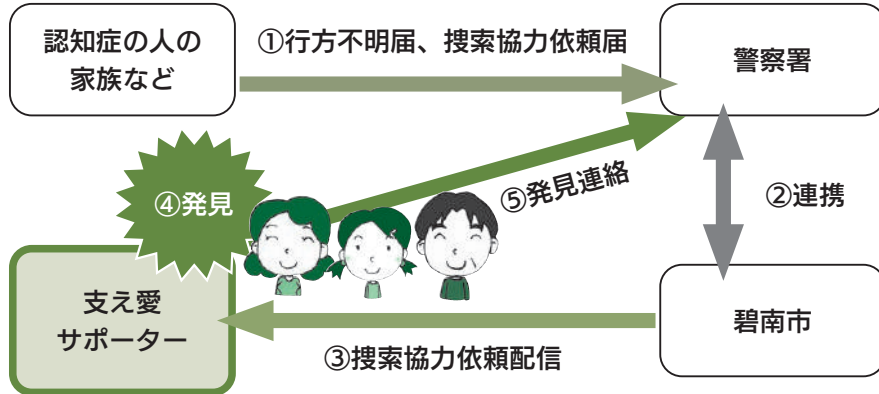 認知症の人の
家族など
①行方不明届、捜索協力依頼届
警察署
②連携
④発見
⑤発見連絡
支え愛
サポーター
③捜索協力依頼配信
碧南市